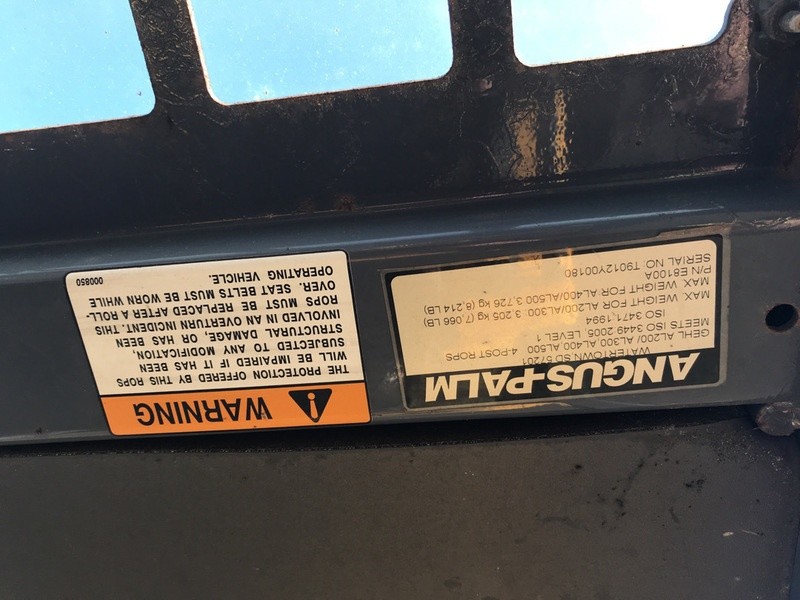 WARNING
THE PROTECTION OFFERED BY THIS ROPS
WILL BE IMPAIRED IF IT HAS BEEN
SUBJECTED TO ANY MODIFICATION,
STRUCTURAL DAMAGE, OR HAS BEEN
INVOLVED IN AN OVERTURN INCIDENT. THIS
ROPS MUST BE REPLACED AFTER A ROLL-
OVER. SEAT BELTS MUST BE WORN WHILE
OPERATING VEHICLE.
000850
ANGUS-PALM
WATERTOWN SD 57201
GEHL AL200/ AL300 AL400,AL500 4-POST ROPS
MEETS ISO 3449 2005 LEVEL 1
ISO 3471:1994
MAX. WEIGHT FOR AL200/AL300 3,205 kg (7,066 LB)
MAX. WEIGHT FOR AL400/AL500 3,726 kg (8,214 LB)
P/N E8100A
SERIAL NO. T9012Y00180